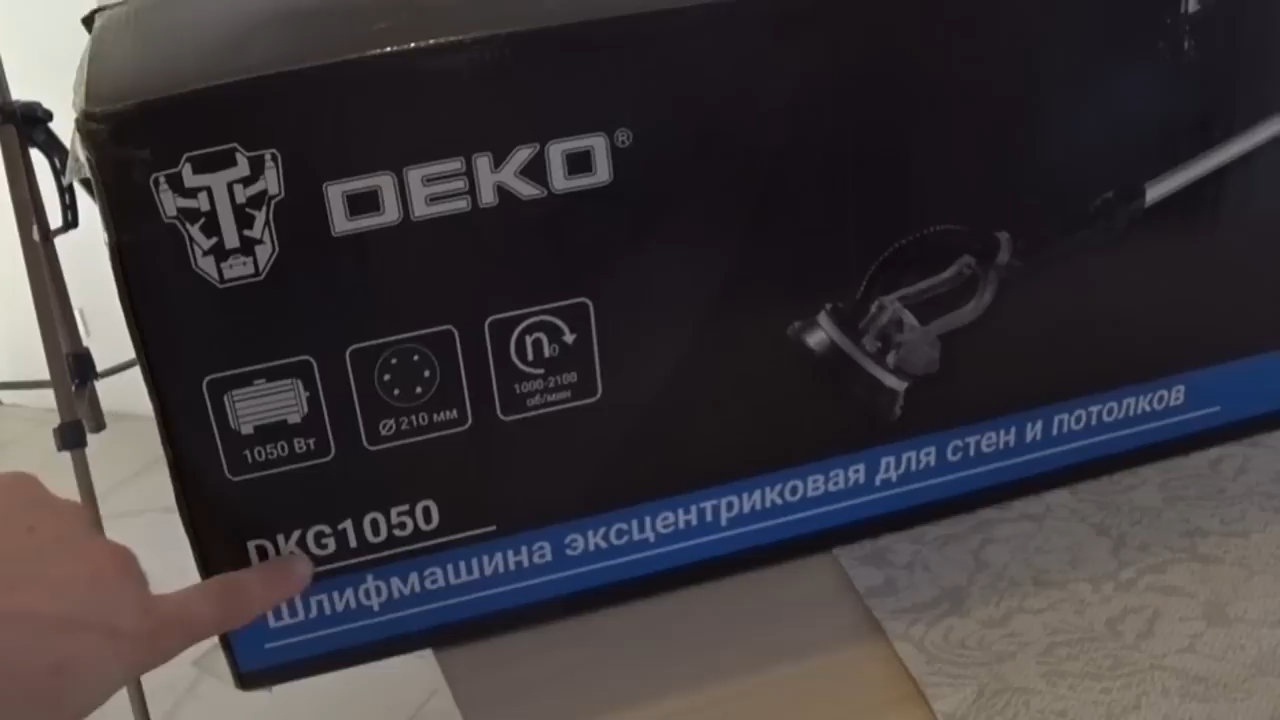 DEKO®
1050 Вт
Ø 210 мм
n0
1000-2100
об/мин
DKG1050
Шлифмашина эксцентриковая для стен и потолков